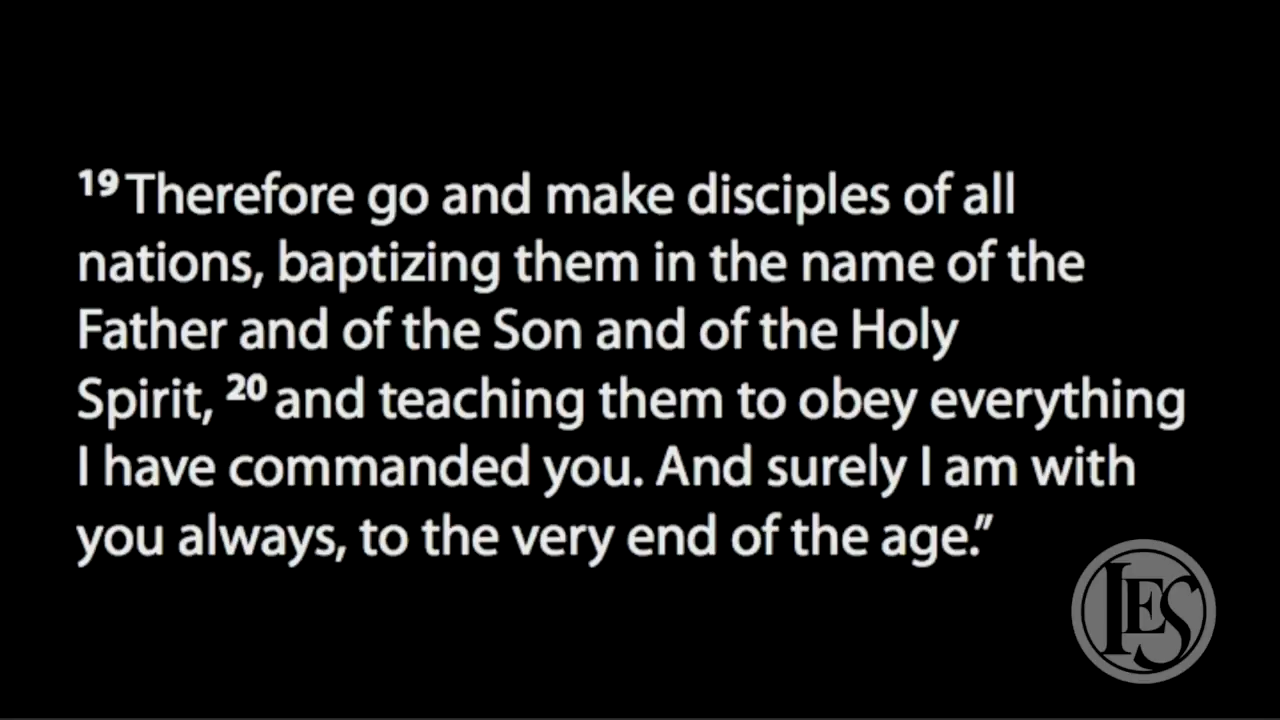 19 Therefore go and make disciples of all
nations, baptizing them in the name of the
Father and of the Son and of the Holy
Spirit, 20 and teaching them to obey everything
I have commanded you. And surely I am with
you always, to the very end of the age.”
IES